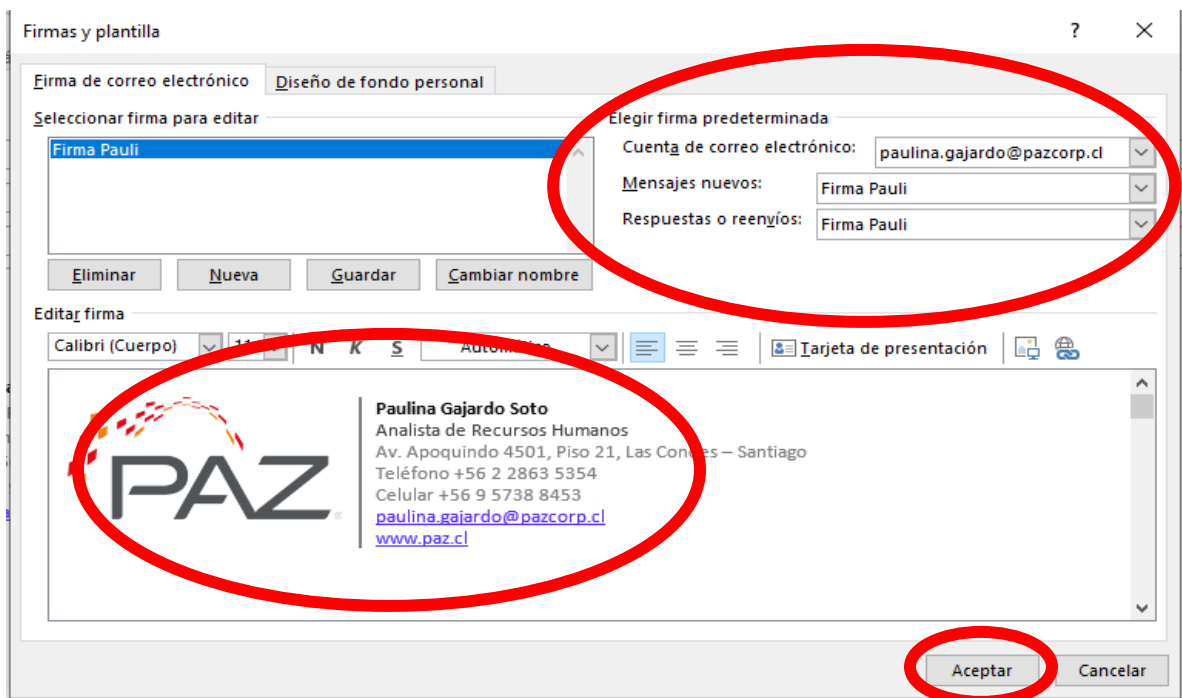 Firmas y plantilla
? ×
Firma de correo electrónico Diseño de fondo personal
Seleccionar firma para editar
Firma Pauli
Elegir firma predeterminada
Cuenta de correo electrónico: paulina.gajardo@pazcorp.cl
Mensajes nuevos: Firma Pauli
Respuestas o reenvíos: Firma Pauli
Eliminar Nueva Guardar Cambiar nombre
Editar firma
Calibri (Cuerpo) 11 N K S Automático Tarjeta de presentación
PAZ
Paulina Gajardo Soto
Analista de Recursos Humanos
Av. Apoquindo 4501, Piso 21, Las Condes – Santiago
Teléfono +56 2 2863 5354
Celular +56 9 5738 8453
paulina.gajardo@pazcorp.cl
www.paz.cl
Aceptar Cancelar